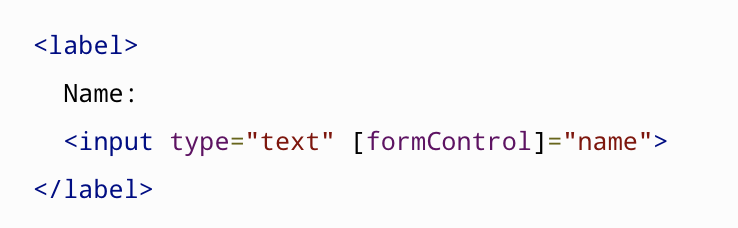 <label>
  Name:
  <input type="text" [formControl]="name">
</label>